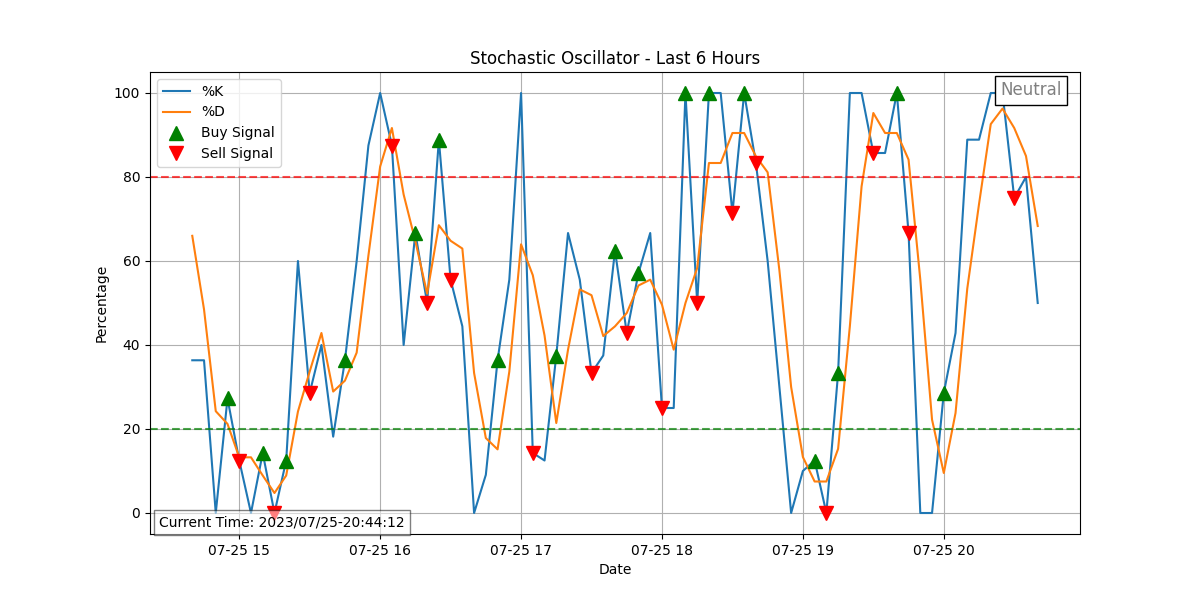 Stochastic Oscillator - Last 6 Hours
%K
%D
Buy Signal
Sell Signal
Neutral
100
80
60
40
20
0
Percentage
Current Time: 2023/07/25-20:44:12
07-25 15
07-25 16
07-25 17
07-25 18
07-25 19
07-25 20
Date